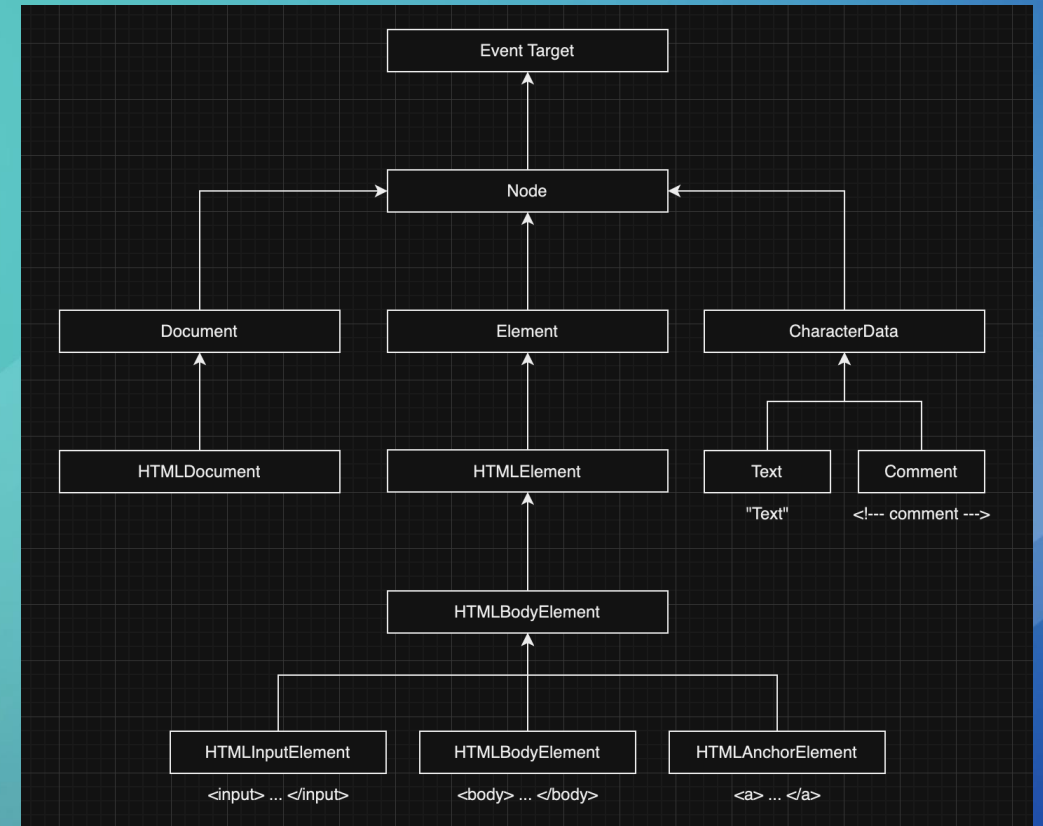 Event Target
Node
Document
Element
CharacterData
HTMLDocument
HTMLElement
Text
Comment
"Text"
<!--- comment --->
HTMLBodyElement
HTMLInputElement
HTMLBodyElement
HTMLAnchorElement
<input> ... </input>
<body> ... </body>
<a> ... </a>